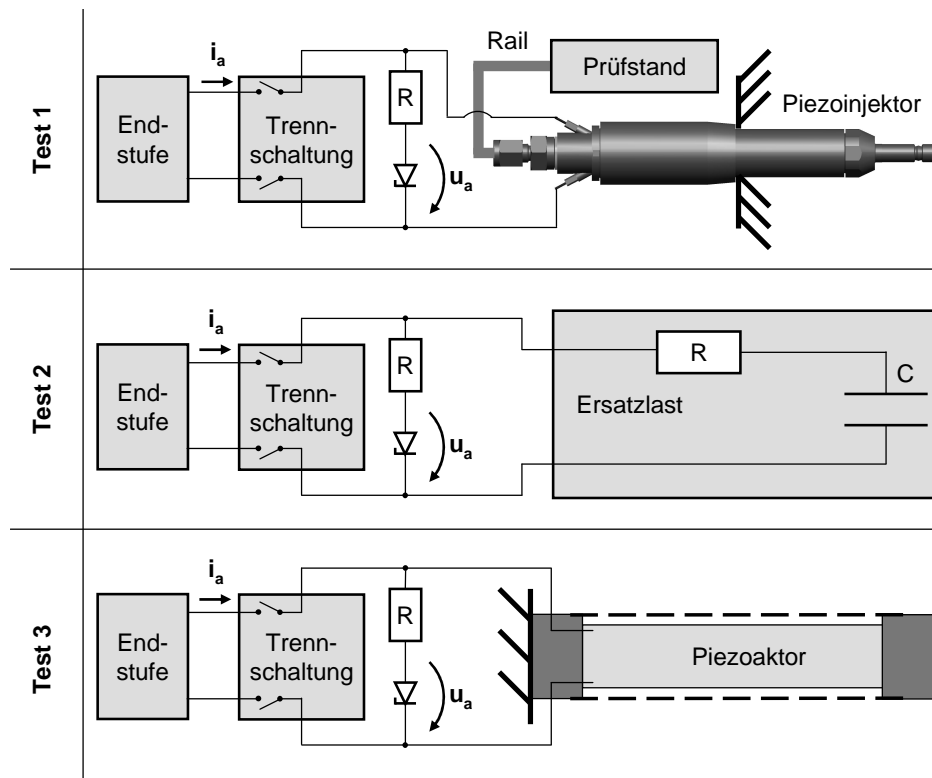 Test 1
i_a
End-
stufe
Trenn-
schaltung
R
u_a
Rail
Prüfstand
Piezoinjektor
Test 2
i_a
End-
stufe
Trenn-
schaltung
R
u_a
R
C
Ersatzlast
Test 3
i_a
End-
stufe
Trenn-
schaltung
R
u_a
Piezoaktor